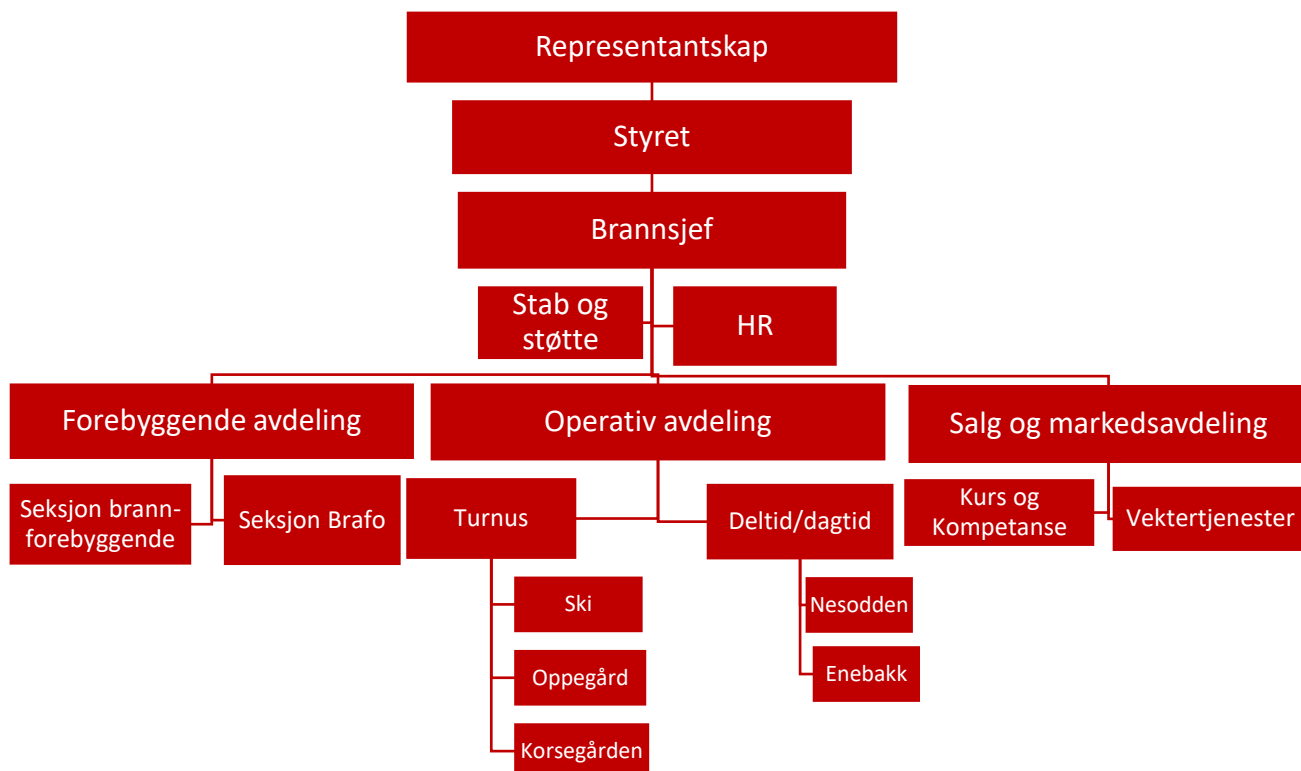 Representantskap
Styret
Brannsjef
Stab og
støtte
HR
Forebyggende avdeling
Operativ avdeling
Salg og markedsavdeling
Seksjon brann-
forebyggende
Seksjon Brafo
Turnus
Deltid/dagtid
Kurs og
Kompetanse
Vektertjenester
Ski
Oppegård
Korsegården
Nesodden
Enebakk